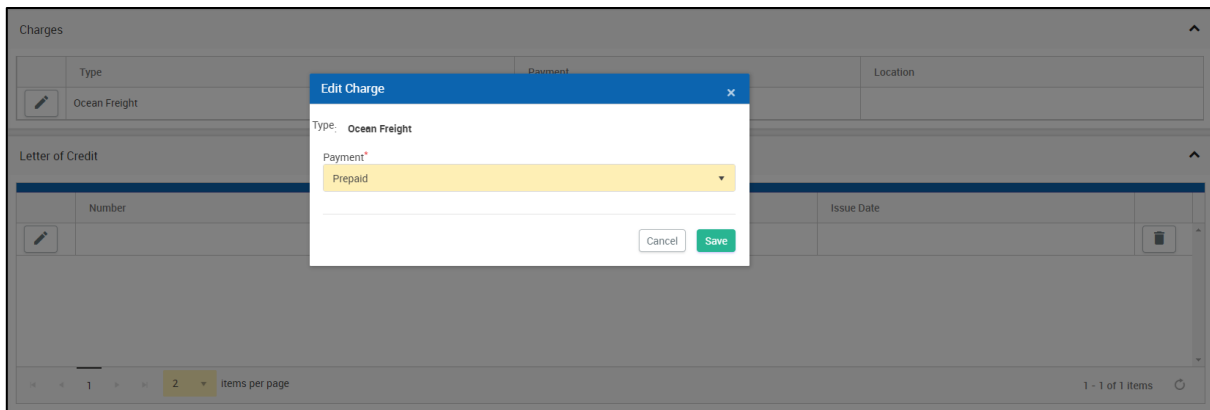 Charges
Type Payment Location
Ocean Freight
Edit Charge ×
Type: Ocean Freight
Payment*
Prepaid
Cancel Save
Letter of Credit
Number Issue Date
1 2 items per page 1 - 1 of 1 items